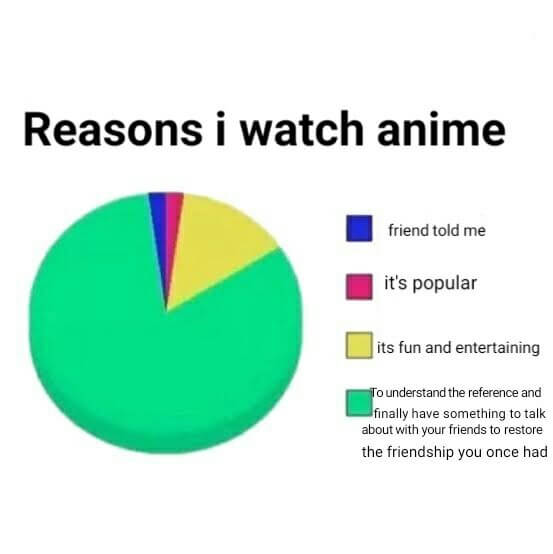 Reasons i watch anime
friend told me
it's popular
its fun and entertaining
To understand the reference and
finally have something to talk
about with your friends to restore
the friendship you once had